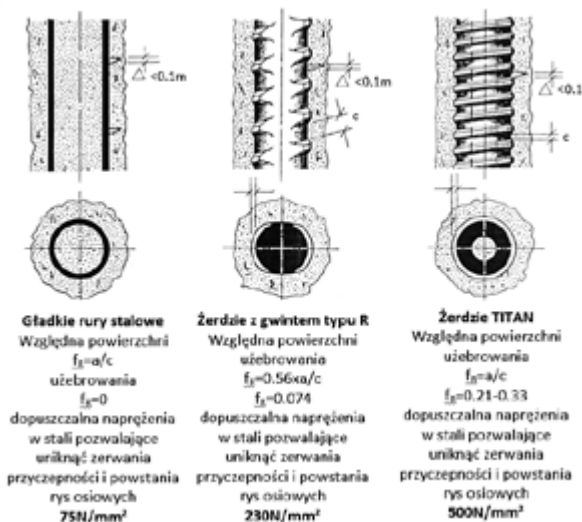 △ <0.1m
△ <0.1m
c
△ <0.1
c
Gładkie rury stalowe
Względna powierzchni
fR=a/c
użebrowania
fR=0
dopuszczalna naprężenia
w stali pozwalające
uniknąć zerwania
przyczepności i powstania
rys osiowych
75N/mm²
Żerdzie z gwintem typu R
Względna powierzchni
użebrowania
fR=0.56xa/c
fR=0.074
dopuszczalna naprężenia
w stali pozwalające
uniknąć zerwania
przyczepności i powstania
rys osiowych
230N/mm²
Żerdzie TITAN
Względna powierzchni
użebrowania
fR=a/c
fR=0.21-0.33
dopuszczalna naprężenia
w stali pozwalające
uniknąć zerwania
przyczepności i powstania
rys osiowych
500N/mm²